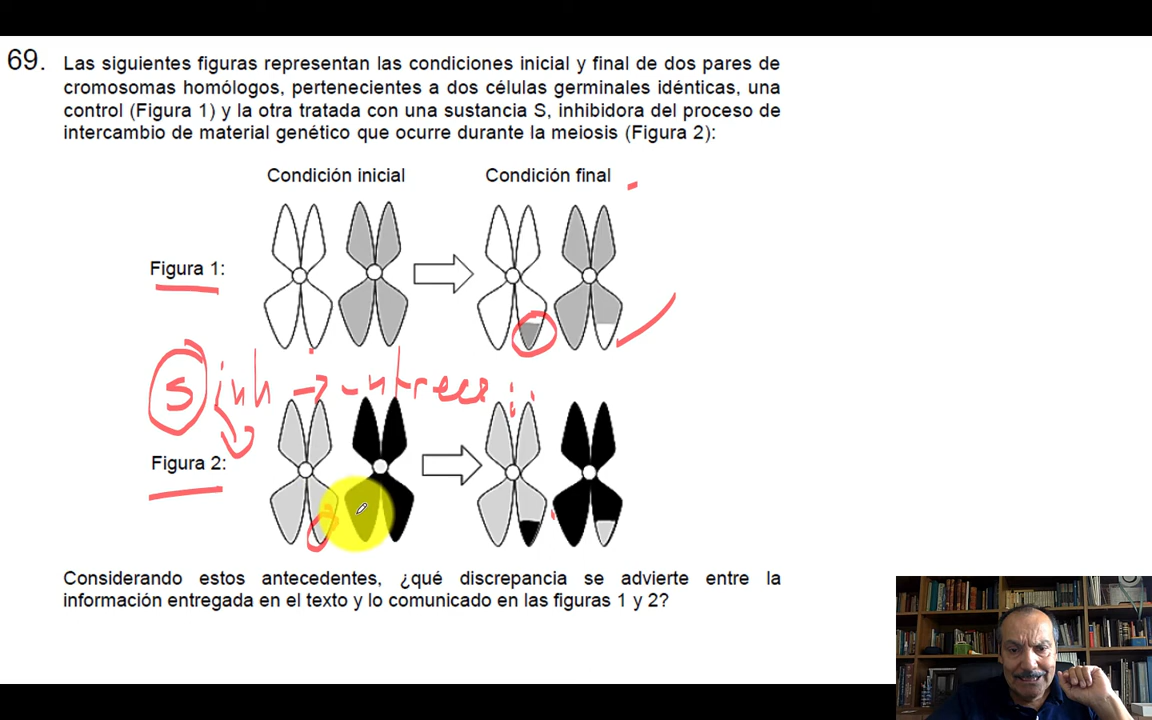 69. Las siguientes figuras representan las condiciones inicial y final de dos pares de
cromosomas homólogos, pertenecientes a dos células germinales idénticas, una
control (Figura 1) y la otra tratada con una sustancia S, inhibidora del proceso de
intercambio de material genético que ocurre durante la meiosis (Figura 2):
Condición inicial Condición final
Figura 1:
S inh
Figura 2:
Considerando estos antecedentes, ¿qué discrepancia se advierte entre la
información entregada en el texto y lo comunicado en las figuras 1 y 2?